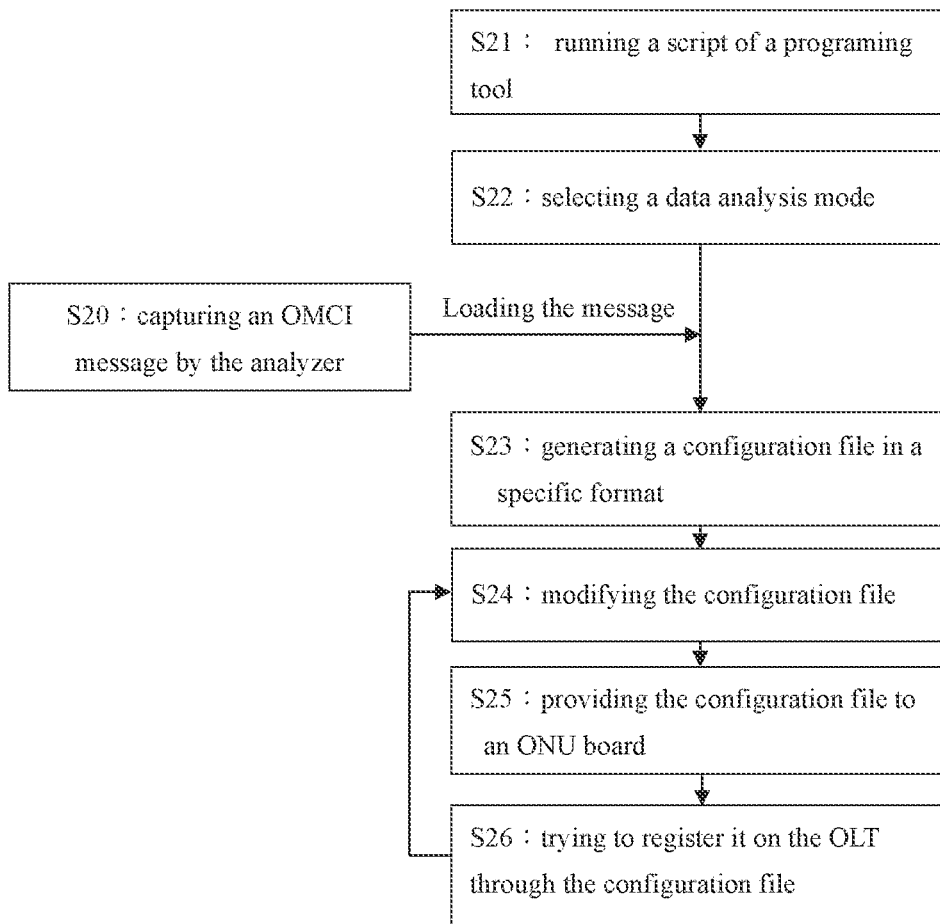 S21： running a script of a programing
tool
S22：selecting a data analysis mode
S20：capturing an OMCI
message by the analyzer
Loading the message
S23：generating a configuration file in a
specific format
S24：modifying the configuration file
S25：providing the configuration file to
an ONU board
S26：trying to register it on the OLT
through the configuration file